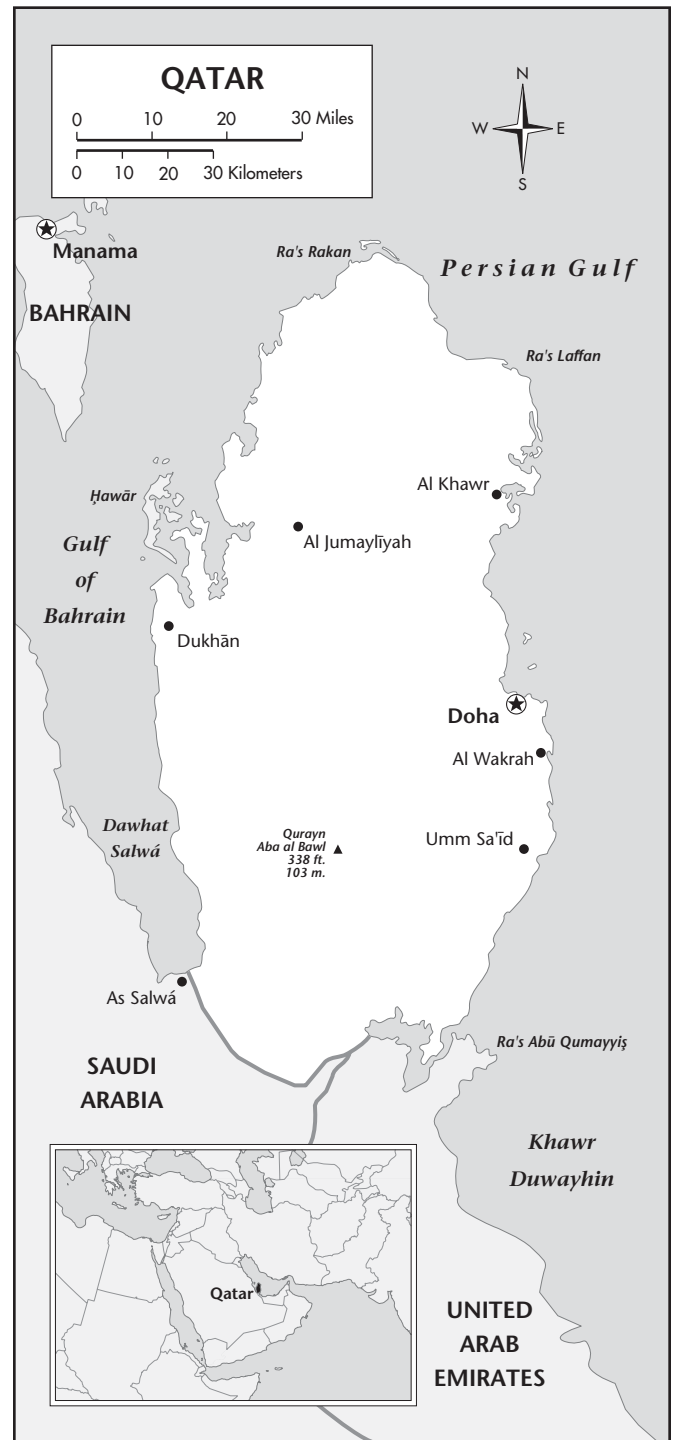 QATAR
0 10 20 30 Miles
0 10 20 30 Kilometers
N
W E
S
Manama
BAHRAIN
Ra's Rakan
Persian Gulf
Ra's Laffan
Al Khawr
Ḩawār
Al Jumaylīyah
Gulf
of
Bahrain
Dukhān
Doha
Al Wakrah
Dawhat
Salwá
Qurayn
Aba al Bawl
338 ft.
103 m.
Umm Sa'īd
As Salwá
Ra's Abū Qumayyiş
SAUDI
ARABIA
Khawr
Duwayhin
Qatar
UNITED
ARAB
EMIRATES